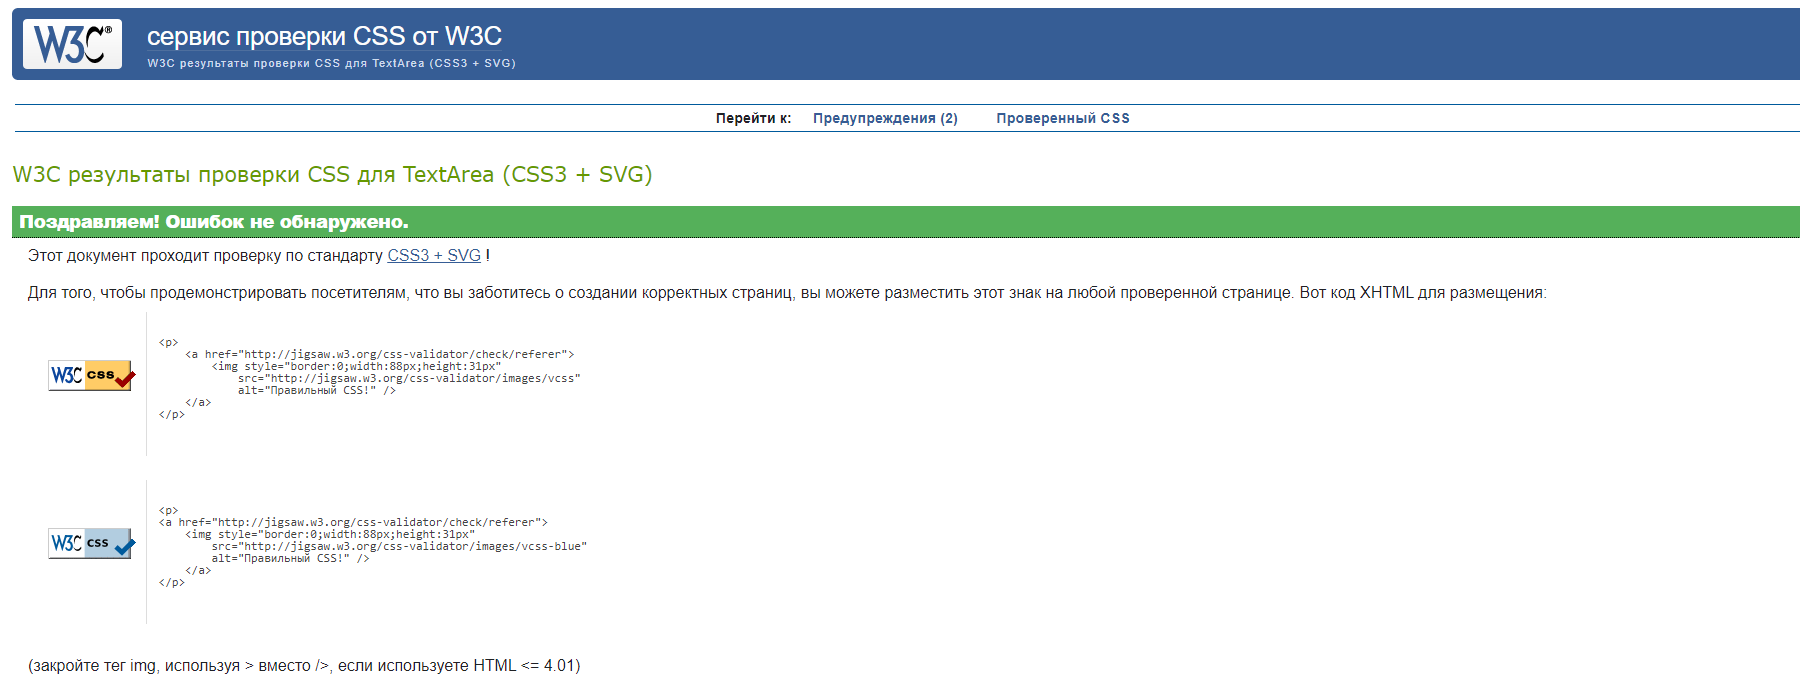 W3C® сервис проверки CSS от W3C
W3C результаты проверки CSS для TextArea (CSS3 + SVG)
Перейти к: Предупреждения (2) Проверенный CSS
W3C результаты проверки CSS для TextArea (CSS3 + SVG)
Поздравляем! Ошибок не обнаружено.
Этот документ проходит проверку по стандарту CSS3 + SVG !
Для того, чтобы продемонстрировать посетителям, что вы заботитесь о создании корректных страниц, вы можете разместить этот знак на любой проверенной странице. Вот код XHTML для размещения:
<p>
<a href="http://jigsaw.w3.org/css-validator/check/referer">
<img style="border:0;width:88px;height:31px"
W3C css
src="http://jigsaw.w3.org/css-validator/images/vcss"
alt="Правильный CSS!" />
</a>
</p>
<p>
<a href="http://jigsaw.w3.org/css-validator/check/referer">
<img style="border:0;width:88px;height:31px"
W3C css
src="http://jigsaw.w3.org/css-validator/images/vcss-blue"
alt="Правильный CSS!" />
</a>
</p>
(закройте тег img, используя > вместо />, если используете HTML <= 4.01)